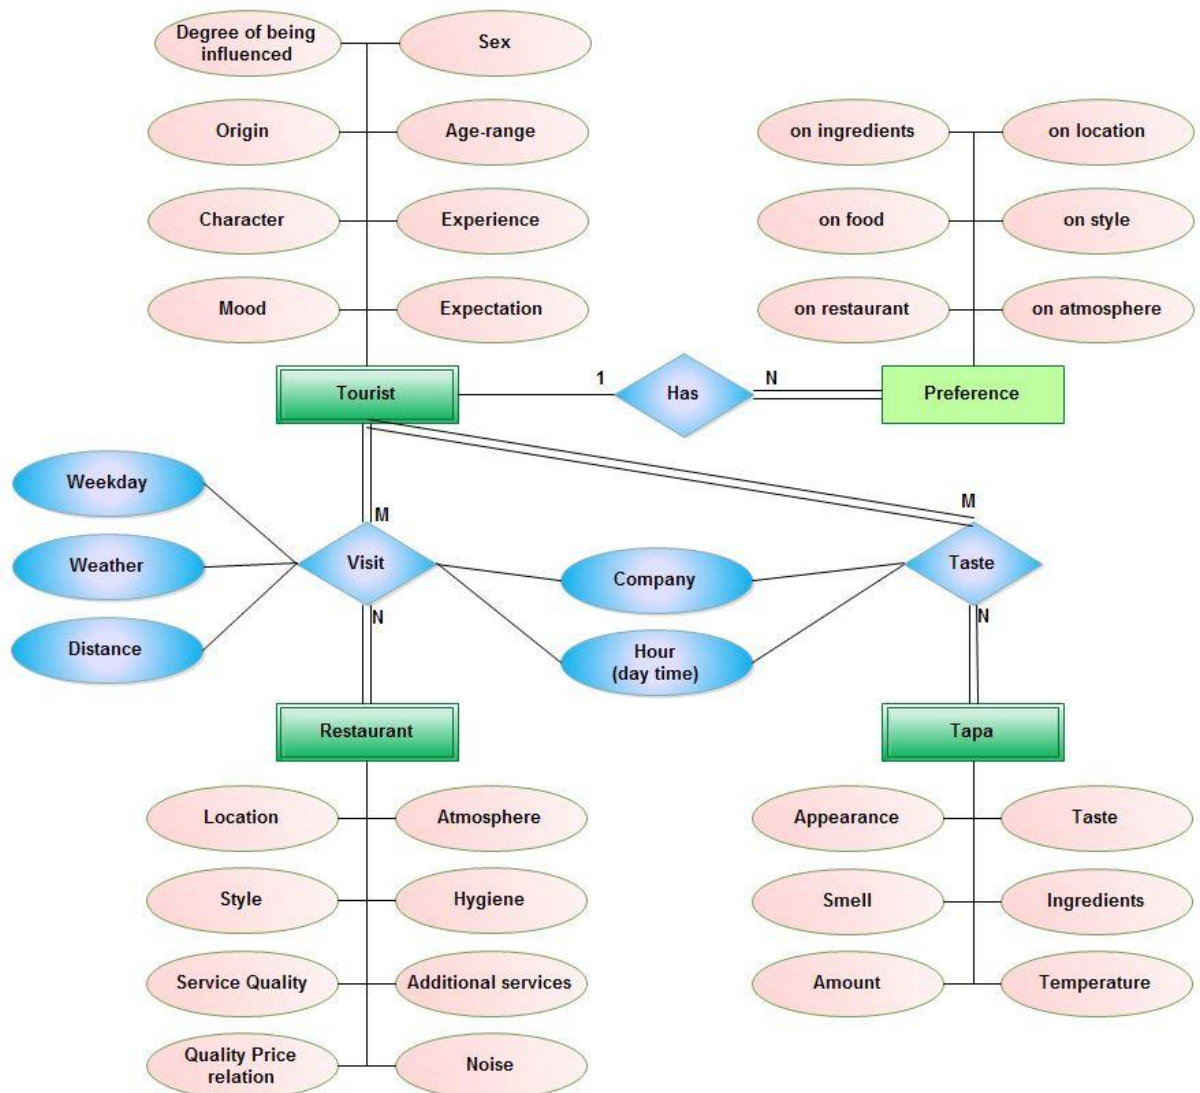 Degree of being
influenced
Sex
Origin
Age-range
on ingredients
on location
Character
Experience
on food
on style
Mood
Expectation
on restaurant
on atmosphere
Tourist
1
Has
N
Preference
Weekday
M
M
Weather
Visit
Company
Taste
Distance
N
Hour
(day time)
N
Restaurant
Tapa
Location
Atmosphere
Appearance
Taste
Style
Hygiene
Smell
Ingredients
Service Quality
Additional services
Amount
Temperature
Quality Price
relation
Noise